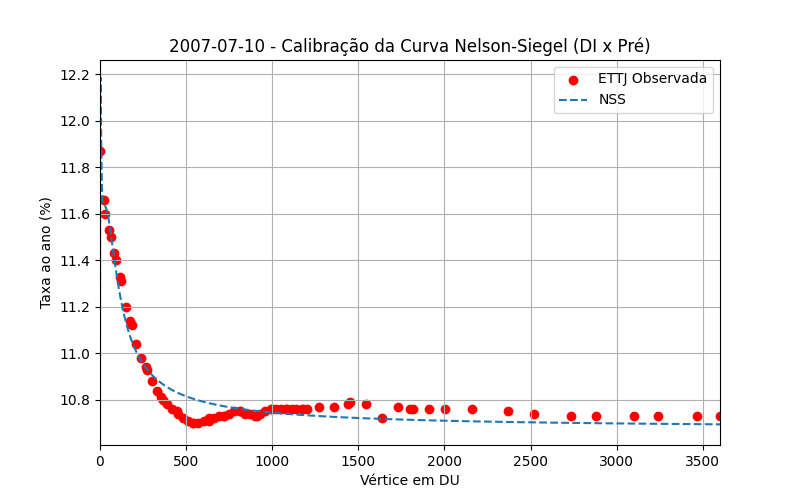 2007-07-10 - Calibração da Curva Nelson-Siegel (DI x Pré)
ETTJ Observada
NSS
12.2
12.0
11.8
11.6
11.4
11.2
11.0
10.8
Taxa ao ano (%)
0 500 1000 1500 2000 2500 3000 3500
Vértice em DU